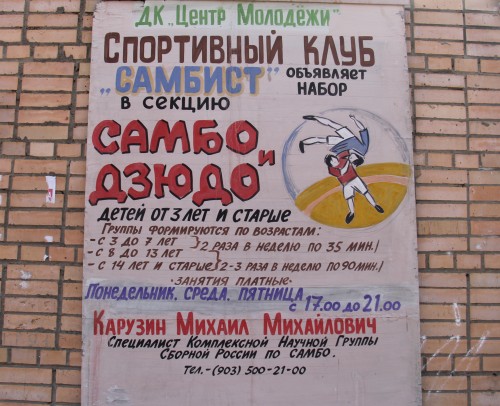 ДК „Центр Молодёжи"
Спортивный клуб
„САМБИСТ" объявляет
набор
в секцию
САМБО и
ДЗЮДО
детей от 3 лет и старше
Группы формируются по возрастам:
- с 3 до 7 лет
- с 8 до 13 лет } 2 раза в неделю по 35 мин./
- с 14 лет и старше } 2-3 раза в неделю по 90 мин./
-занятия платные-
Понедельник, среда, пятница
с 17.00 до 21.00
Карузин Михаил Михайлович
Специалист Комплексной Научной Группы
Сборной России по самбо.
Тел.-(903) 500-21-00